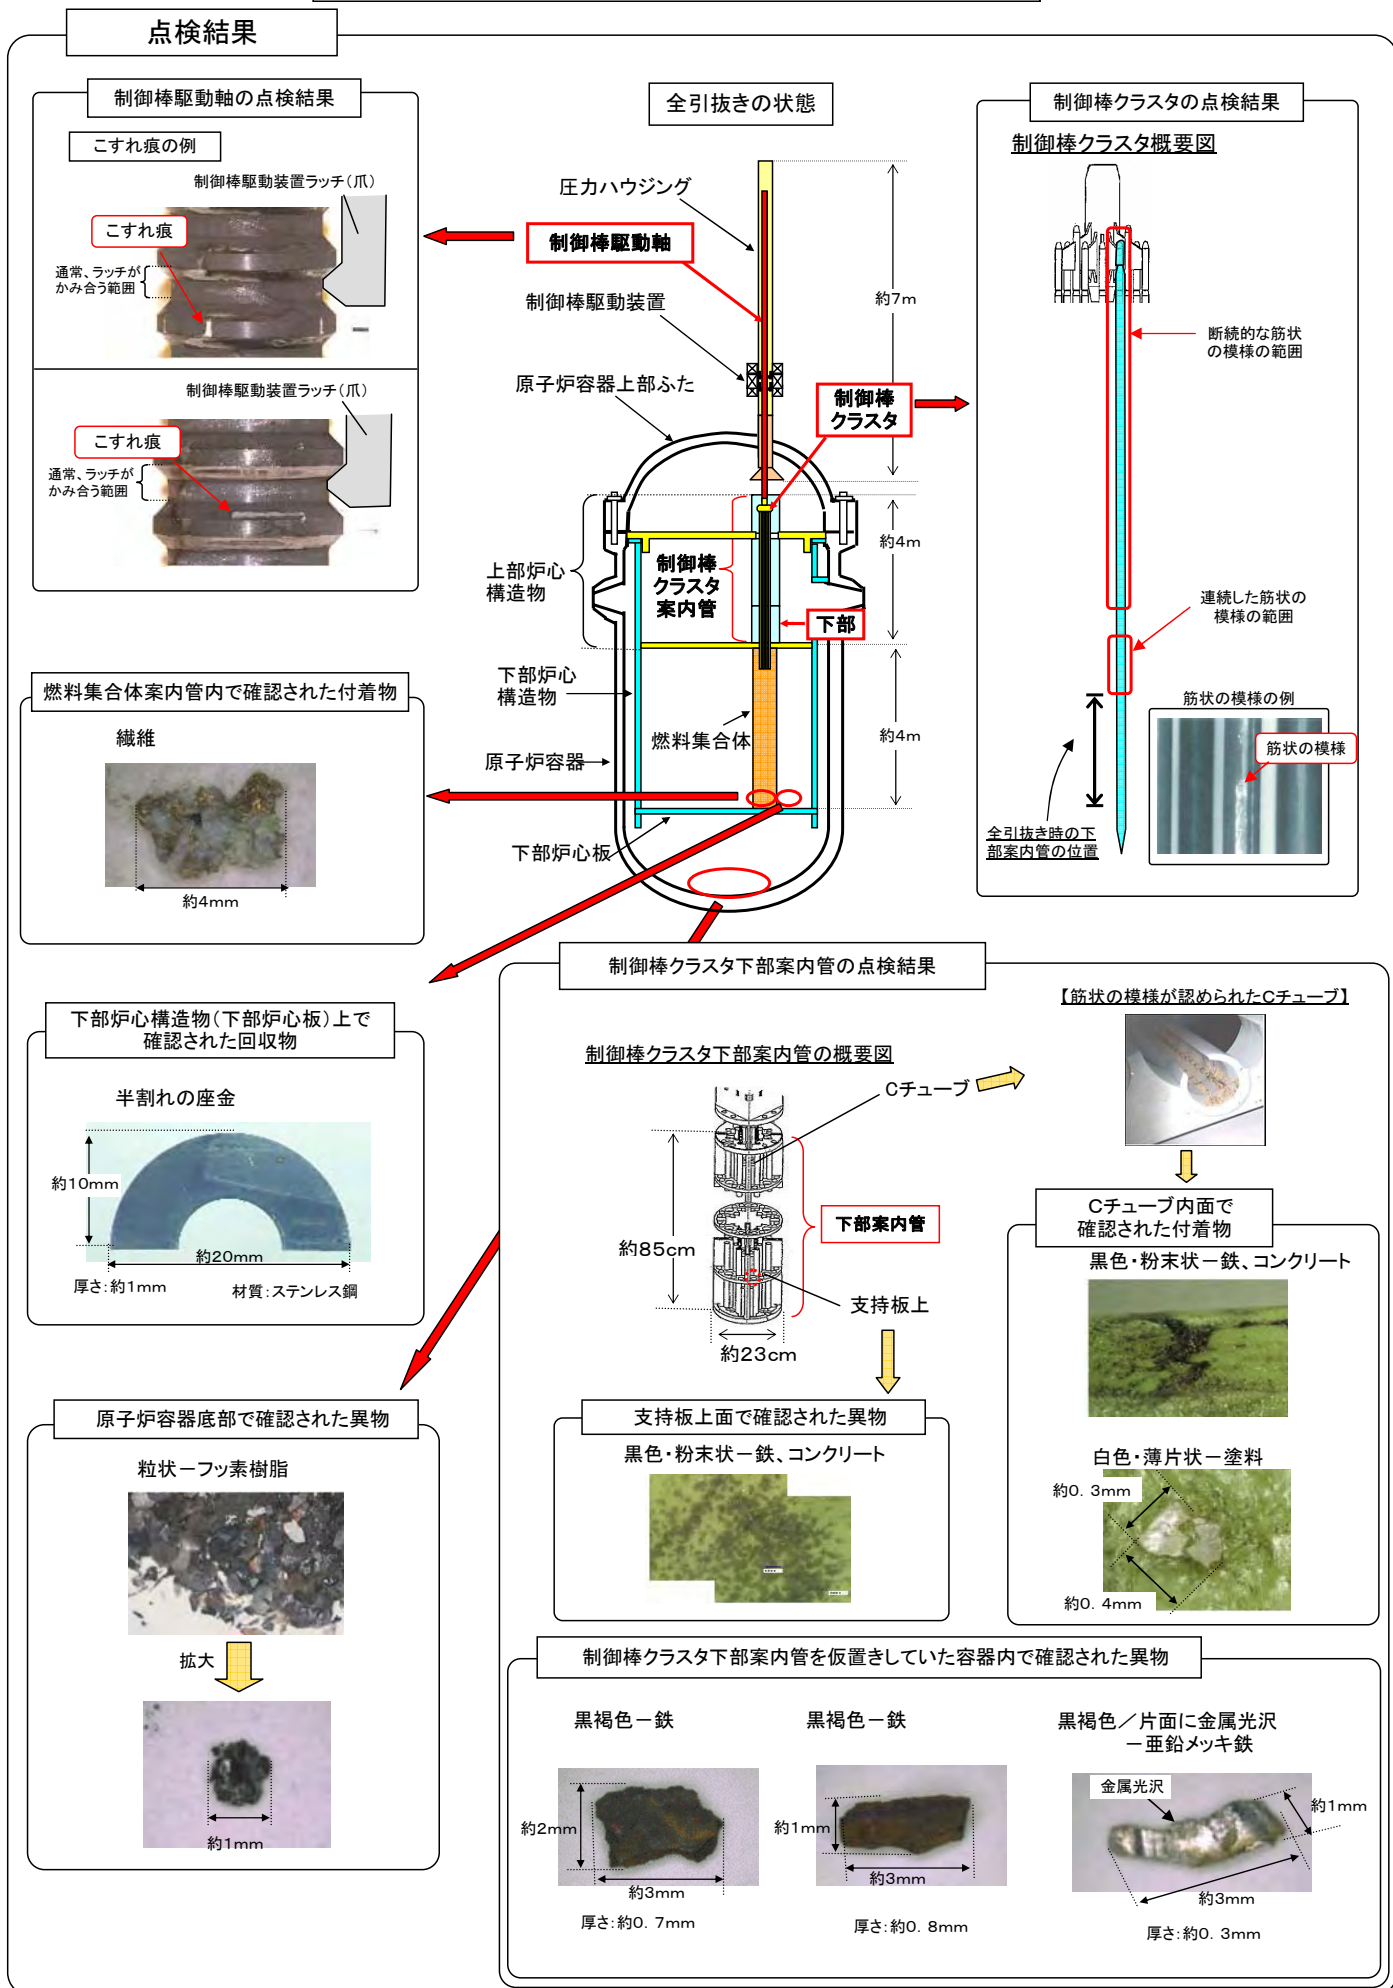 点検結果
制御棒駆動軸の点検結果
こすれ痕の例
制御棒駆動装置ラッチ(爪)
こすれ痕
通常、ラッチが
かみ合う範囲
制御棒駆動装置ラッチ(爪)
こすれ痕
通常、ラッチが
かみ合う範囲
全引抜きの状態
圧力ハウジング
制御棒駆動軸
約7m
制御棒駆動装置
原子炉容器上部ふた
制御棒
クラスタ
上部炉心
構造物
制御棒
クラスタ
案内管
約4m
下部
下部炉心
構造物
燃料集合体
約4m
原子炉容器
下部炉心板
制御棒クラスタの点検結果
制御棒クラスタ概要図
断続的な筋状
の模様の範囲
連続した筋状の
模様の範囲
筋状の模様の例
筋状の模様
全引抜き時の下
部案内管の位置
燃料集合体案内管内で確認された付着物
繊維
約4mm
下部炉心構造物(下部炉心板)上で
確認された回収物
半割れの座金
約10mm
約20mm
厚さ:約1mm
材質:ステンレス鋼
原子炉容器底部で確認された異物
粒状-フッ素樹脂
拡大
約1mm
制御棒クラスタ下部案内管の点検結果
【筋状の模様が認められたCチューブ】
制御棒クラスタ下部案内管の概要図
Cチューブ
約85cm
下部案内管
支持板上
約23cm
Cチューブ内面で
確認された付着物
黒色・粉末状-鉄、コンクリート
白色・薄片状-塗料
約0. 3mm
約0. 4mm
支持板上面で確認された異物
黒色・粉末状-鉄、コンクリート
制御棒クラスタ下部案内管を仮置きしていた容器内で確認された異物
黒褐色-鉄
約2mm
約3mm
厚さ:約0. 7mm
黒褐色-鉄
約1mm
約3mm
厚さ:約0. 8mm
黒褐色/片面に金属光沢
-亜鉛メッキ鉄
金属光沢
約1mm
約3mm
厚さ:約0. 3mm